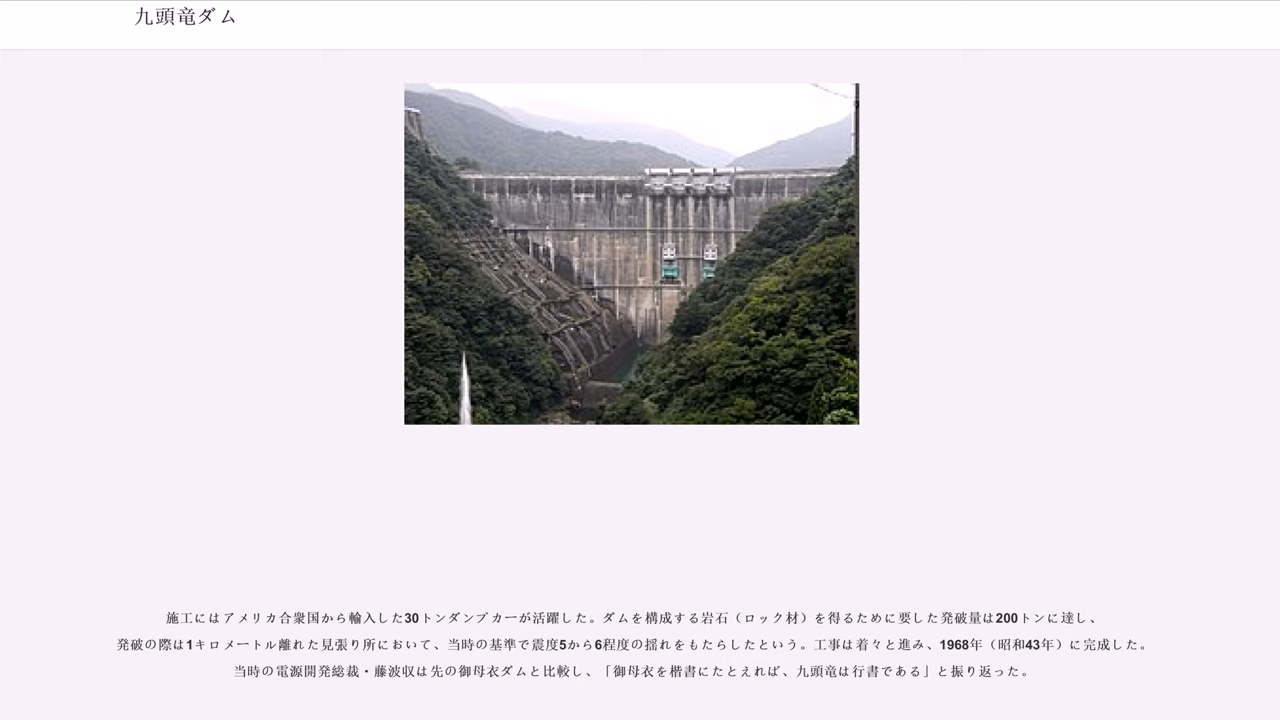 九頭竜ダム
施工にはアメリカ合衆国から輸入した30トンダンプカーが活躍した。ダムを構成する岩石（ロック材）を得るために要した発破量は200トンに達し、
発破の際は1キロメートル離れた見張り所において、当時の基準で震度5から6程度の揺れをもたらしたという。工事は着々と進み、1968年（昭和43年）に完成した。
当時の電源開発総裁・藤波収は先の御母衣ダムと比較し、「御母衣を楷書にたとえれば、九頭竜は行書である」と振り返った。